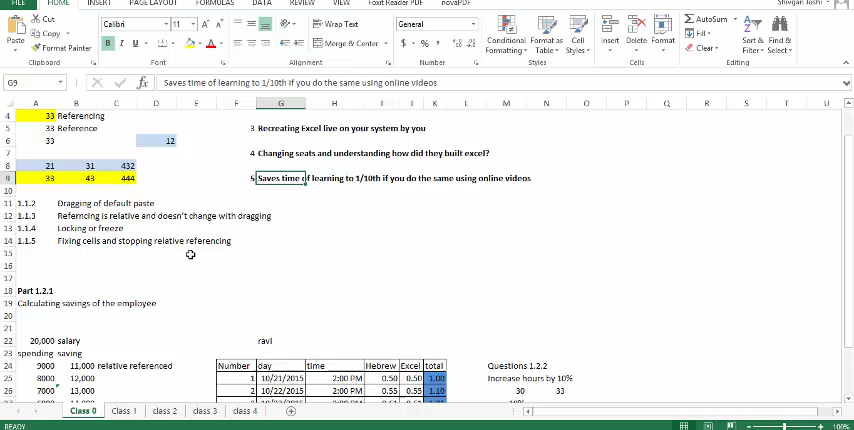 FILE HOME INSERT PAGE LAYOUT FORMULAS DATA REVIEW VIEW Foxit Reader PDF novaPDF Shivgan Joshi
Cut
Copy
Format Painter
Paste
Clipboard
Calibri 11
B I U
Font
Wrap Text
Merge & Center
Alignment
General
$ % ,
Number
Conditional Formatting
Format as Table
Cell Styles
Styles
Insert Delete Format
Cells
AutoSum
Fill
Clear
Sort & Filter
Find & Select
Editing
G9 fx Saves time of learning to 1/10th if you do the same using online videos
A B C D E F G H I J K L M N O P Q R S T U
4 33 Referencing
5 33 Reference 3 Recreating Excel live on your system by you
6 33 12
7 4 Changing seats and understanding how did they built excel?
8 21 31 432
9 33 43 444 5 Saves time of learning to 1/10th if you do the same using online videos
10
11 1.1.2 Dragging of default paste
12 1.1.3 Referncing is relative and doesn't change with dragging
13 1.1.4 Locking or freeze
14 1.1.5 Fixing cells and stopping relative referencing
15
16
17
18 Part 1.2.1
19 Calculating savings of the employee
20
21
22 20,000 salary ravi
23 spending saving
24 9000 11,000 relative referenced Number day time Hebrew Excel total Questions 1.2.2
25 8000 12,000 1 10/21/2015 2:00 PM 0.50 0.50 1.00 Increase hours by 10%
26 7000 13,000 2 10/22/2015 2:00 PM 0.55 0.55 1.10 30 33
Class 0 Class 1 class 2 class 3 class 4
READY 100%